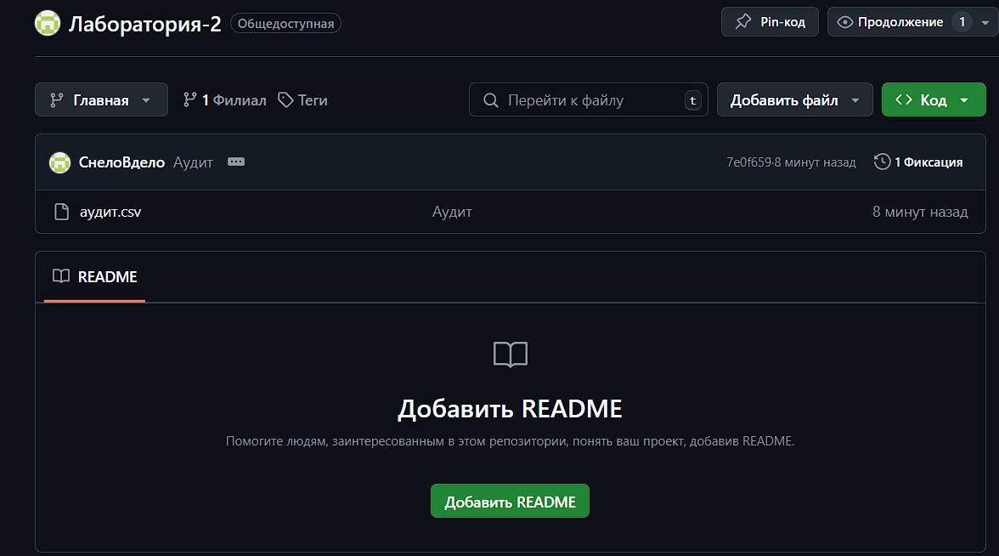 Лаборатория-2 Общедоступная Pin-код Продолжение 1
Главная 1 Филиал Теги Перейти к файлу t Добавить файл Код
СнелоВдело Аудит 7e0f659·8 минут назад 1 Фиксация
аудит.csv Аудит 8 минут назад
README
Добавить README
Помогите людям, заинтересованным в этом репозитории, понять ваш проект, добавив README.
Добавить README